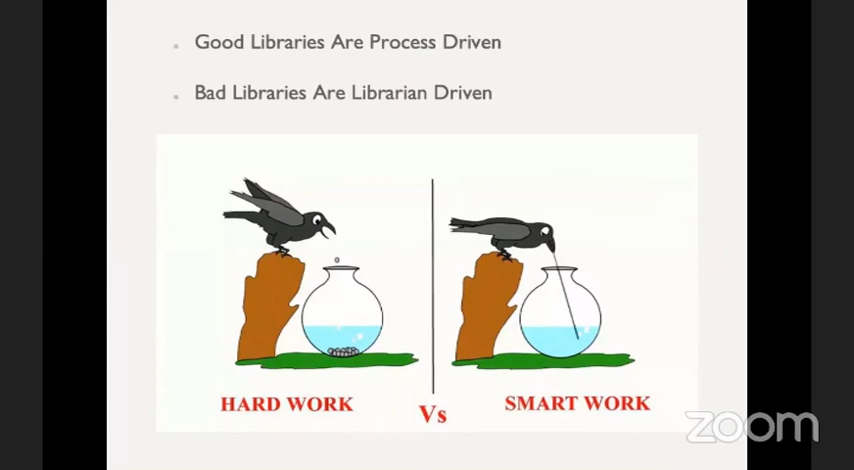 Good Libraries Are Process Driven
Bad Libraries Are Librarian Driven
HARD WORK
Vs
SMART WORK
zoom